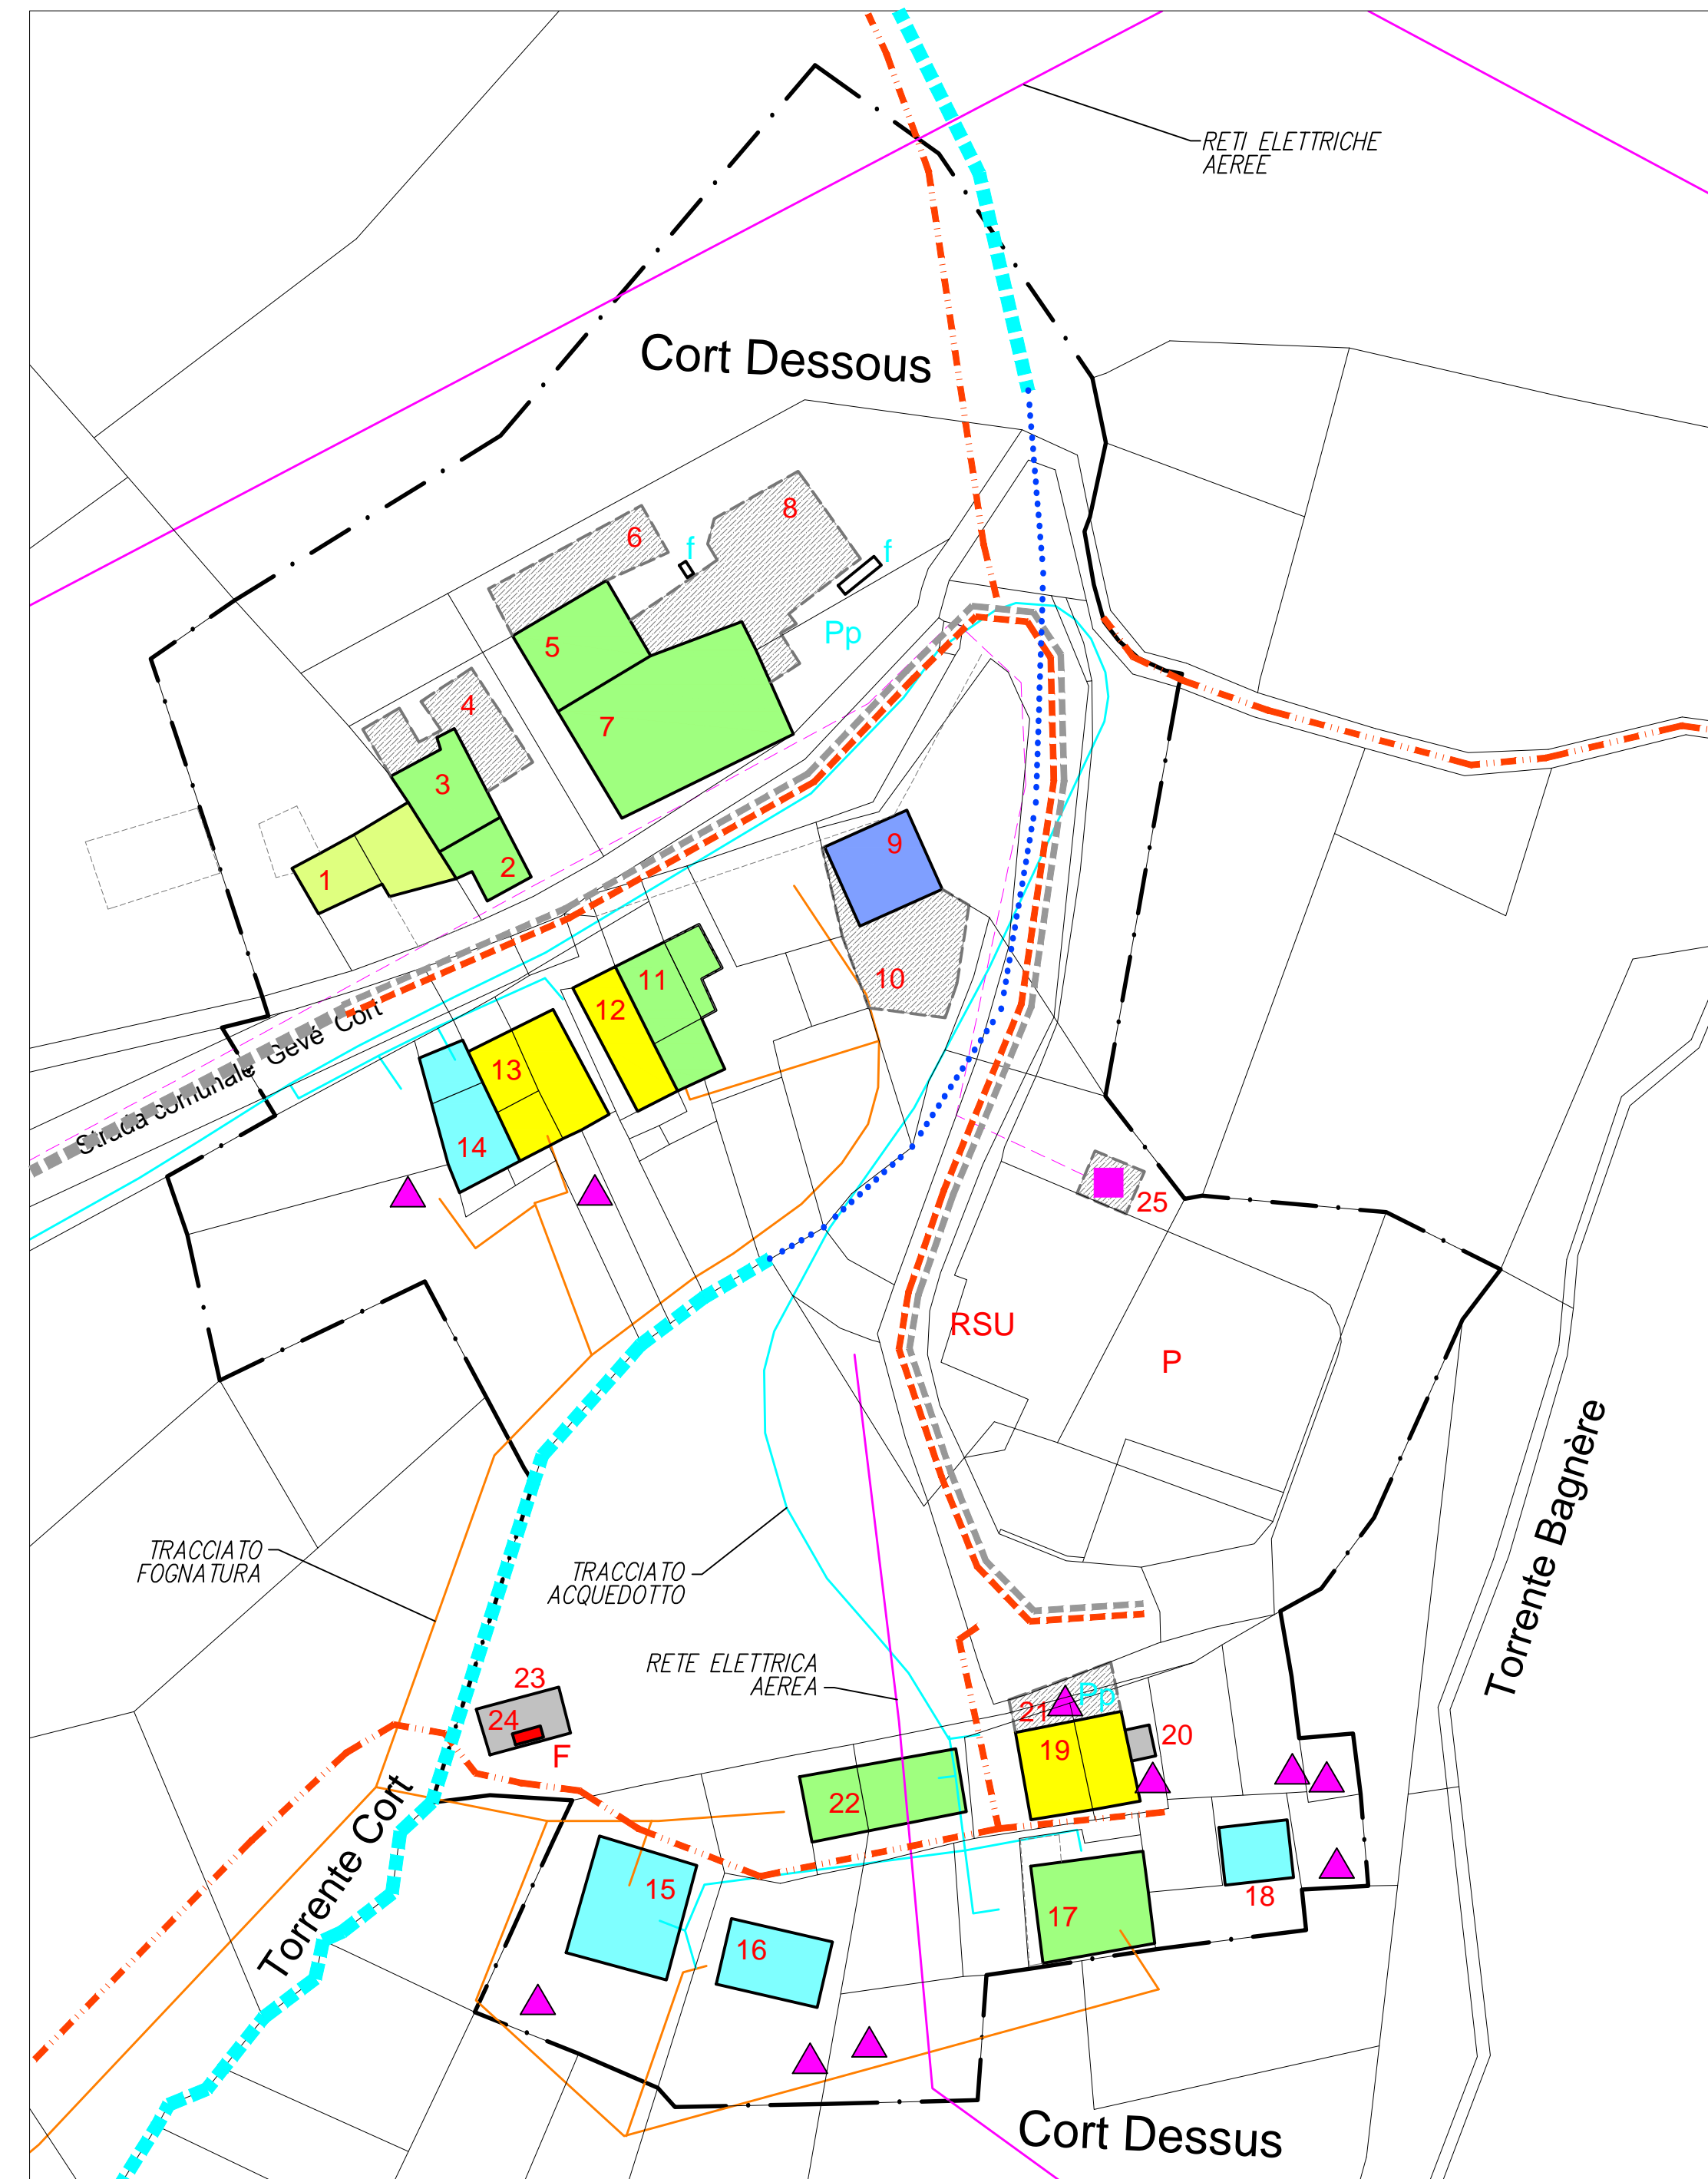 RETI ELETTRICHE
AEREE
Cort Dessous
8
6
f
f
Pp
5
4
7
3
9
2
1
10
11
12
Strada comunale Gevé Cort
13
14
25
RSU
P
Torrente Bagnère
TRACCIATO
FOGNATURA
TRACCIATO
ACQUEDOTTO
RETE ELETTRICA
AEREA
23
24
F
Pp
21
20
19
22
Torrente Cort
15
18
17
16
Cort Dessus